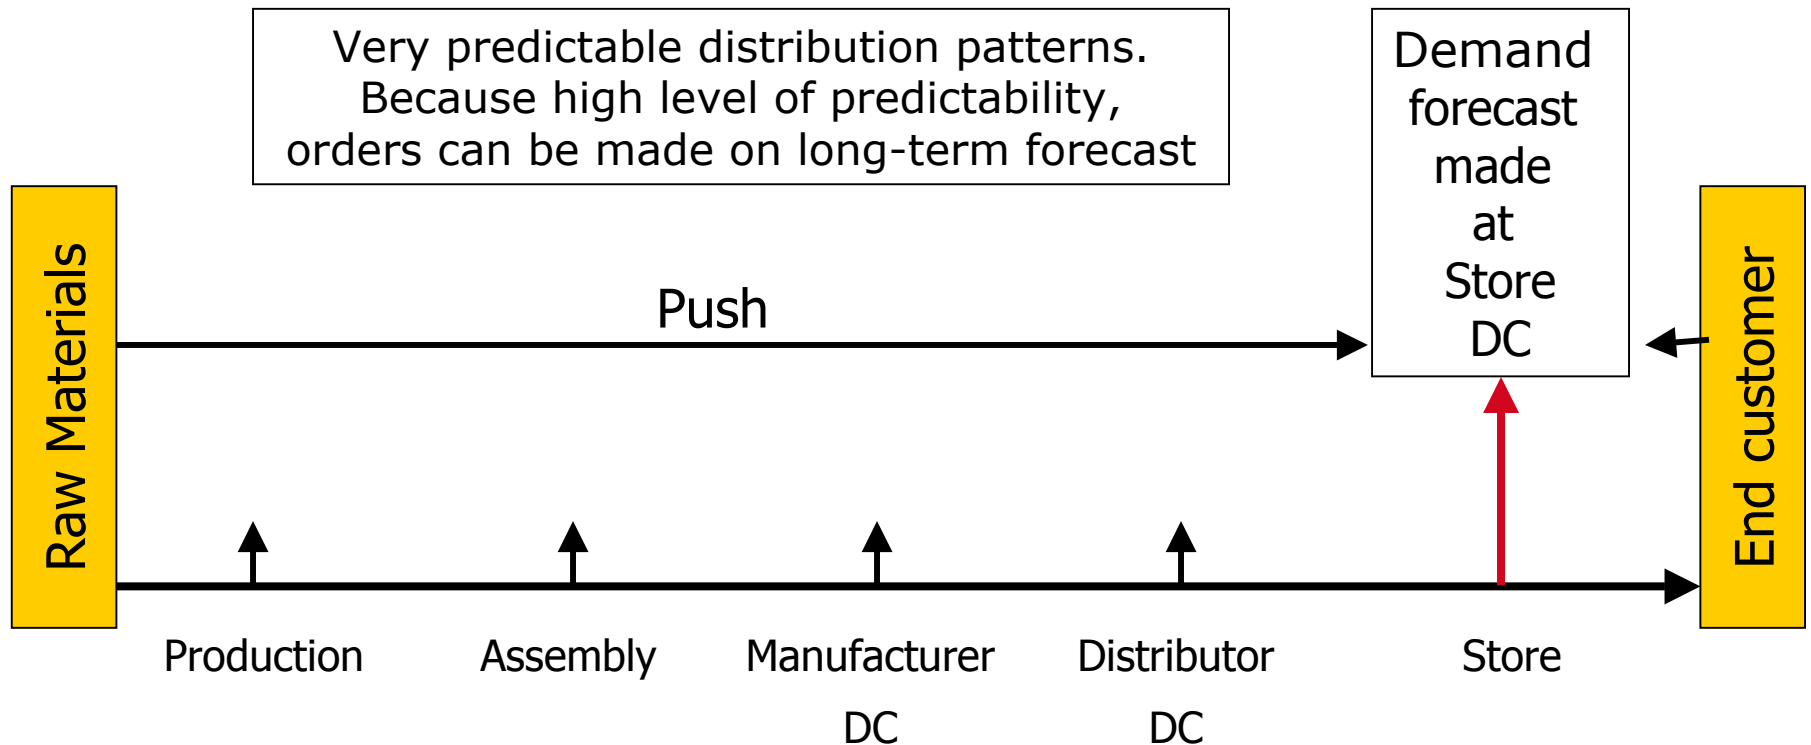 Very predictable distribution patterns.
Because high level of predictability,
orders can be made on long-term forecast
Demand
forecast
made
at
Store
DC
Raw Materials
Push
End customer
Production
Assembly
Manufacturer
DC
Distributor
DC
Store